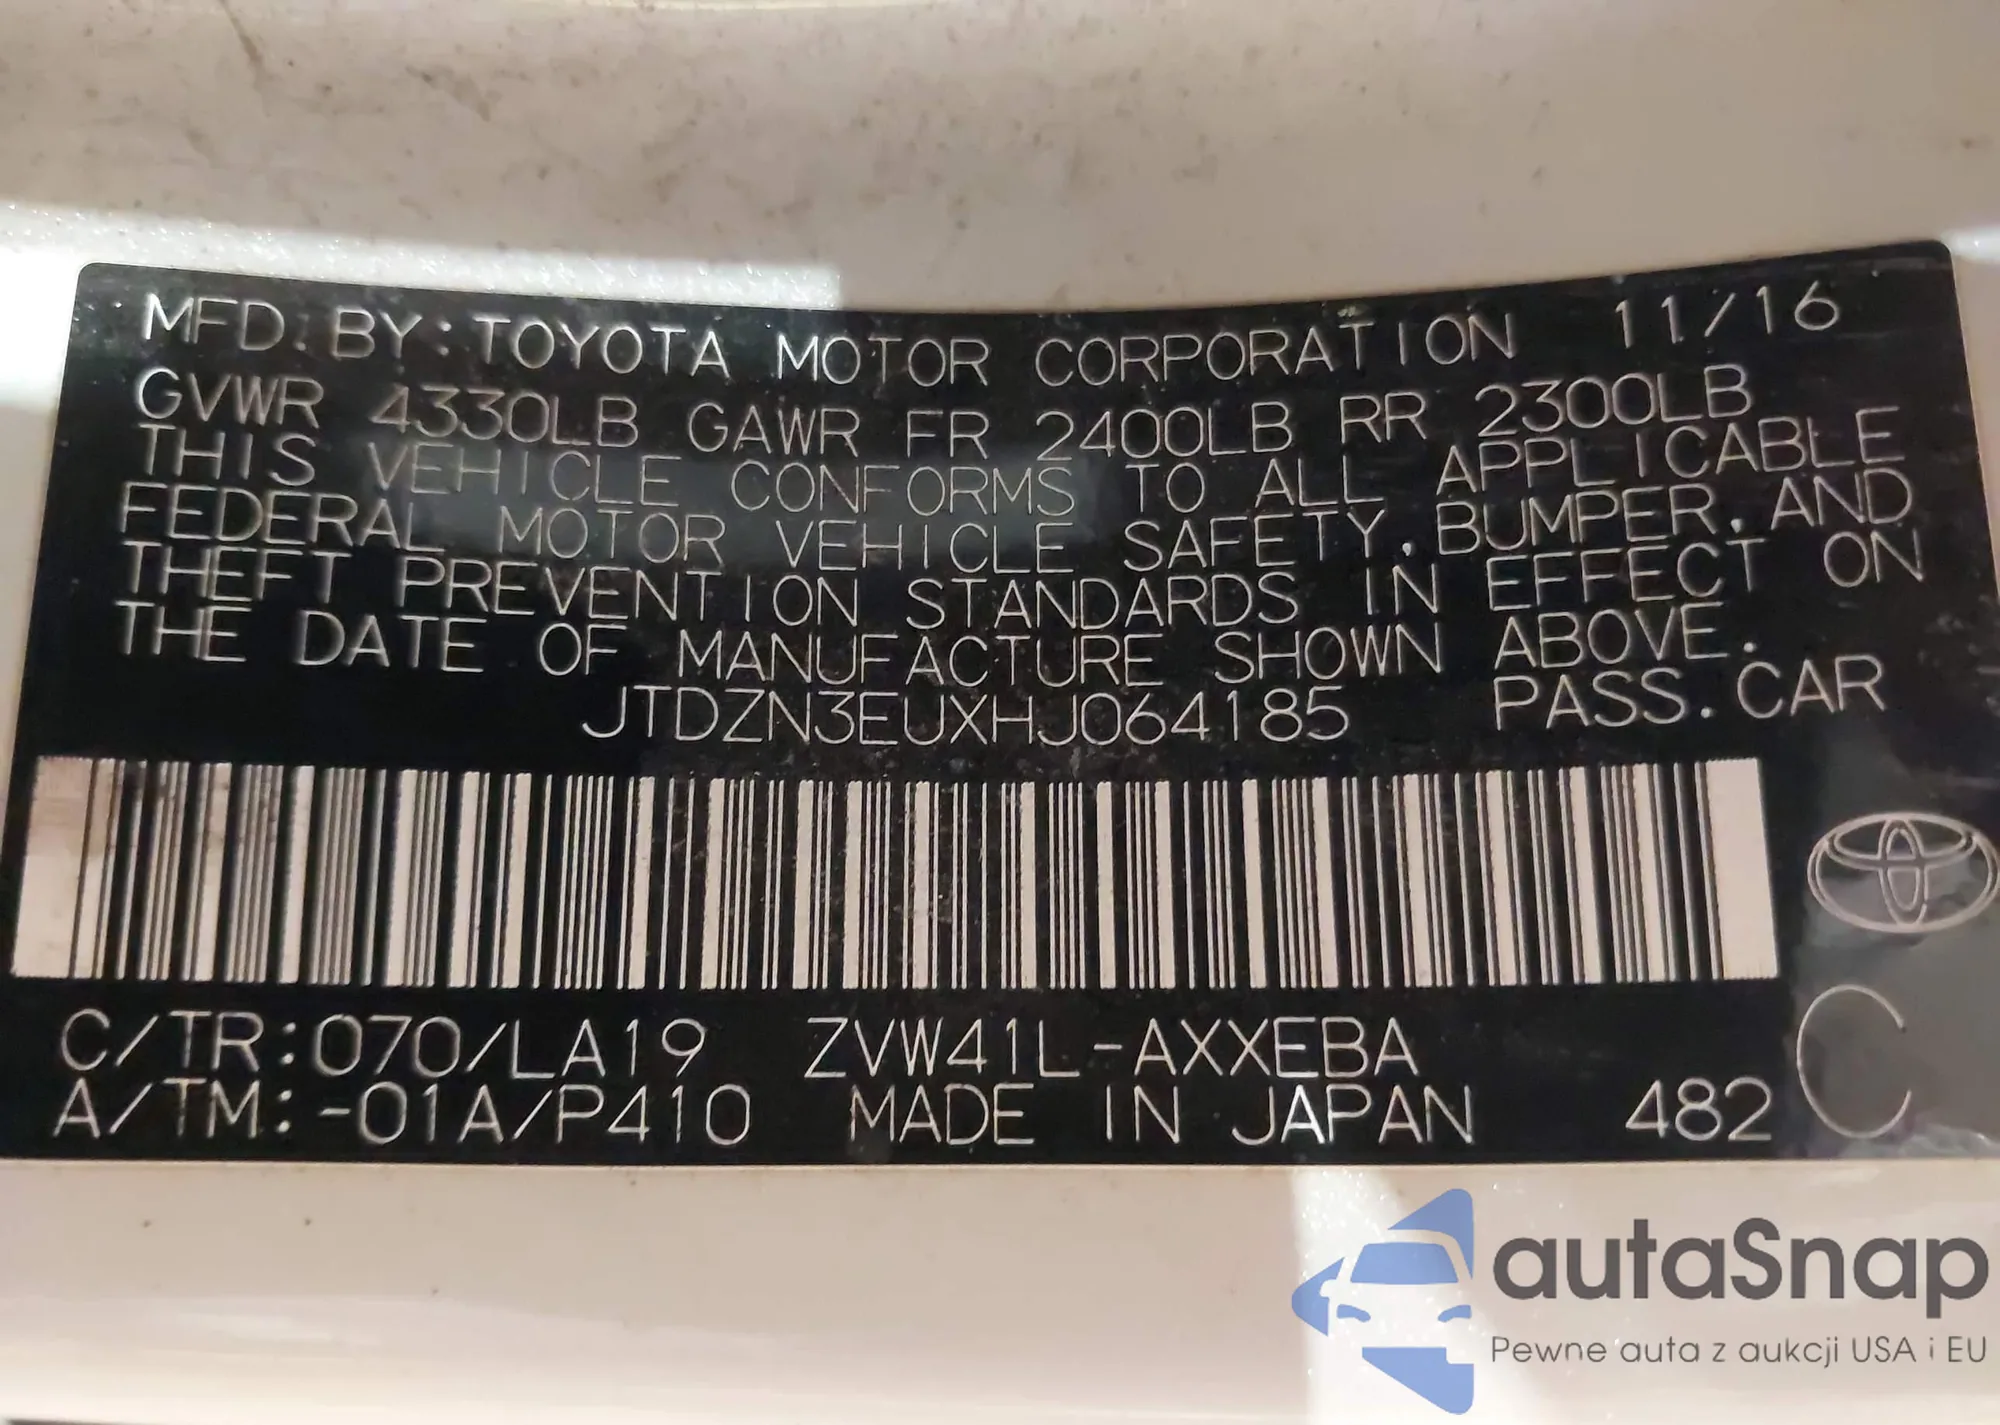 MFD. BY: TOYOTA MOTOR CORPORATION 11/16
GVWR 4330LB GAWR FR 2400LB RR 2300LB
THIS VEHICLE CONFORMS TO ALL APPLICABLE
FEDERAL MOTOR VEHICLE SAFETY, BUMPER, AND
THEFT PREVENTION STANDARDS IN EFFECT ON
THE DATE OF MANUFACTURE SHOWN ABOVE.
JTDZN3EUXHJ064185 PASS. CAR
C/TR:070/LA19 ZVW41L-AXXEBA
A/TM:-01A/P410 MADE IN JAPAN 482 C
autaSnap
Pewne auta z aukcji USA i EU